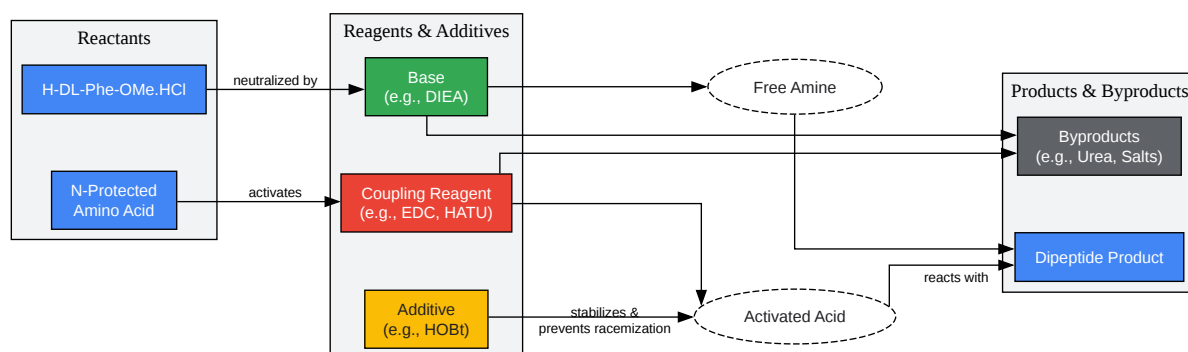 Reactants
H-DL-Phe-OMe.HCl
N-Protected
Amino Acid
neutralized by
activates
Reagents & Additives
Base
(e.g., DIEA)
Coupling Reagent
(e.g., EDC, HATU)
Additive
(e.g., HOBt)
stabilizes &
prevents racemization
Free Amine
Activated Acid
reacts with
Products & Byproducts
Byproducts
(e.g., Urea, Salts)
Dipeptide Product